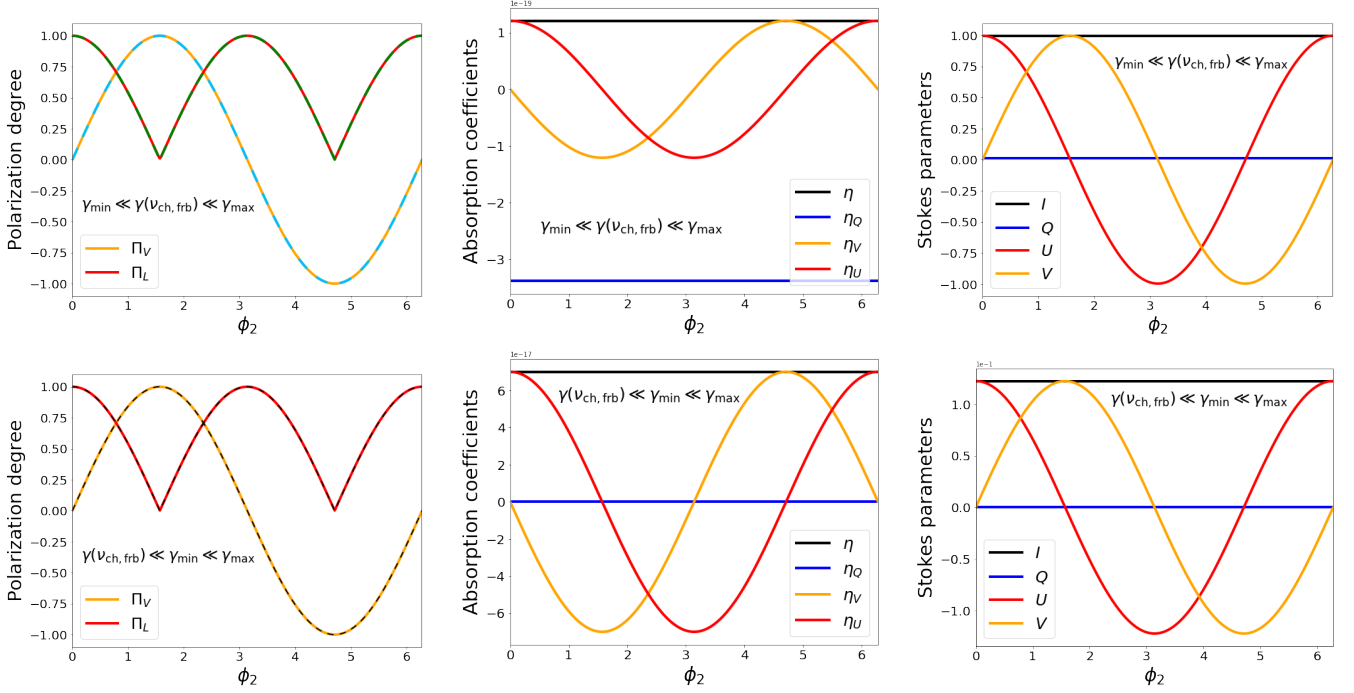 1.00
0.75
0.50
0.25
0.00
−0.25
−0.50
−0.75
−1.00
Polarization degree
γmin ≪ γ(νch, frb) ≪ γmax
ΠV
ΠL
0 1 2 3 4 5 6
ϕ2
1e−19
1
0
−1
−2
−3
Absorption coefficients
γmin ≪ γ(νch, frb) ≪ γmax
η
ηQ
ηV
ηU
0 1 2 3 4 5 6
ϕ2
1.00
0.75
0.50
0.25
0.00
−0.25
−0.50
−0.75
−1.00
Stokes parameters
γmin ≪ γ(νch, frb) ≪ γmax
I
Q
U
V
0 1 2 3 4 5 6
ϕ2
1.00
0.75
0.50
0.25
0.00
−0.25
−0.50
−0.75
−1.00
Polarization degree
γ(νch, frb) ≪ γmin ≪ γmax
ΠV
ΠL
0 1 2 3 4 5 6
ϕ2
1e−17
6
4
2
0
−2
−4
−6
Absorption coefficients
γ(νch, frb) ≪ γmin ≪ γmax
η
ηQ
ηV
ηU
0 1 2 3 4 5 6
ϕ2
1e−1
1.0
0.5
0.0
−0.5
−1.0
Stokes parameters
γ(νch, frb) ≪ γmin ≪ γmax
I
Q
U
V
0 1 2 3 4 5 6
ϕ2